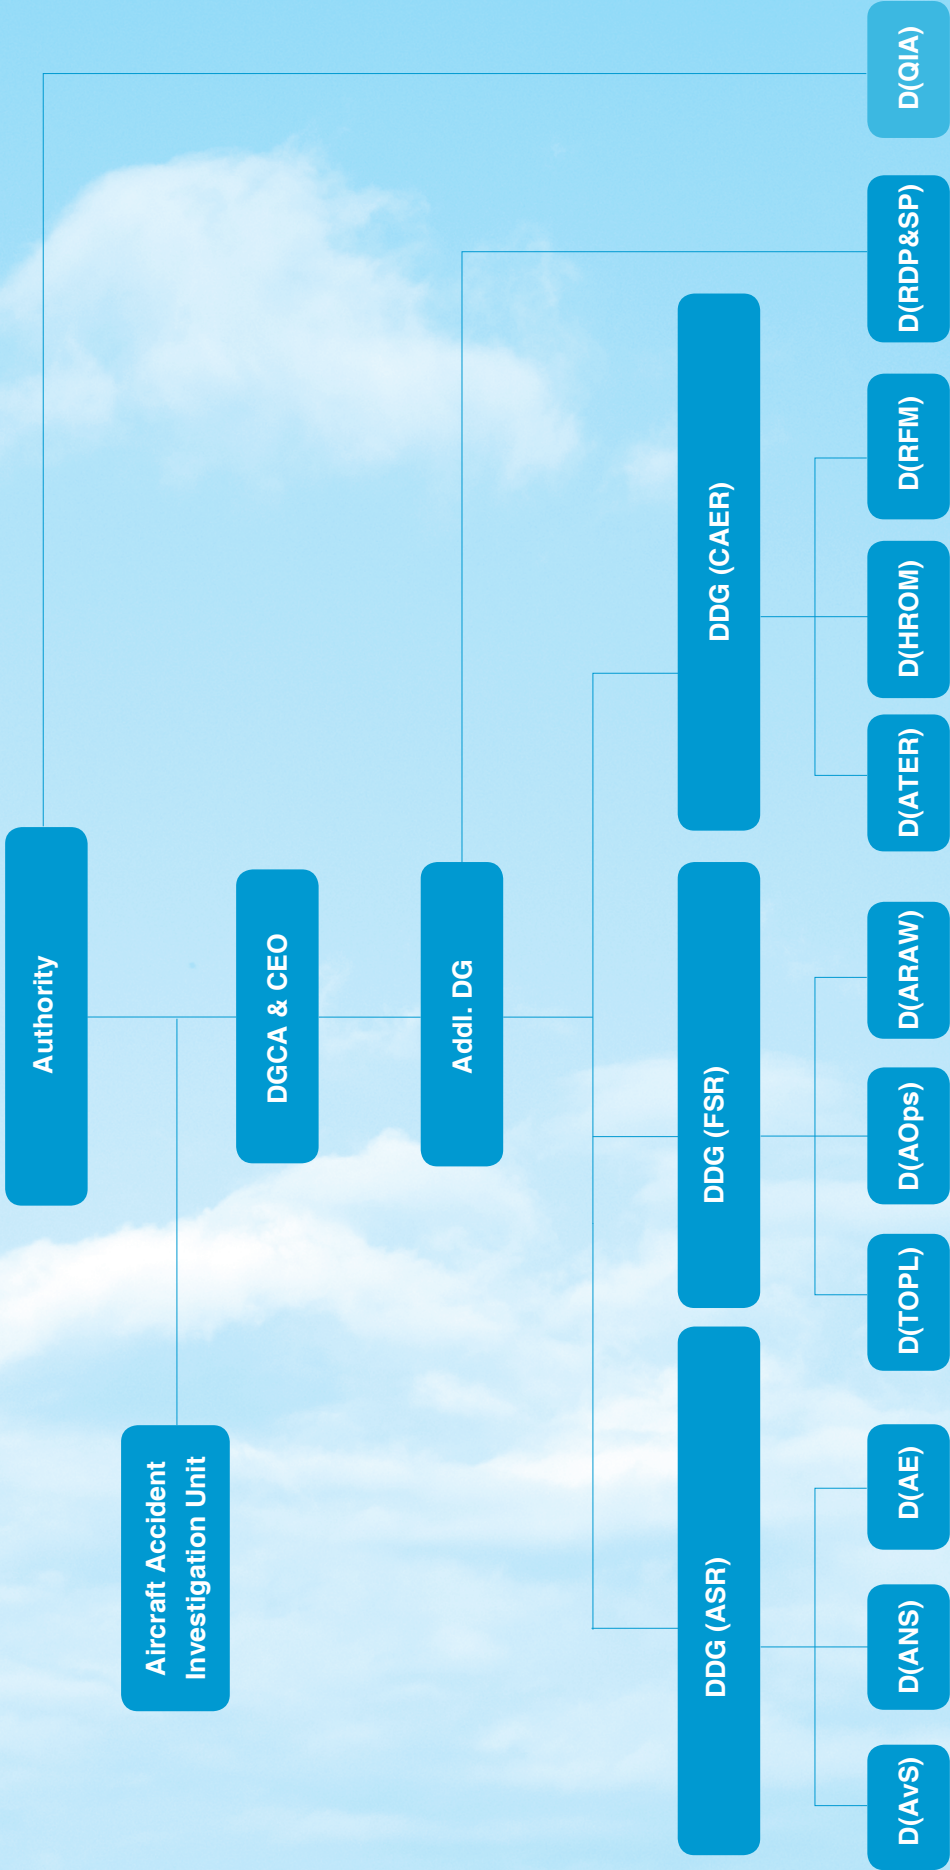 Authority
Aircraft Accident
Investigation Unit
DGCA & CEO
Addl. DG
DDG (ASR)
DDG (FSR)
DDG (CAER)
D(AvS)
D(ANS)
D(AE)
D(TOPL)
D(AOps)
D(ARAW)
D(ATER)
D(HROM)
D(RFM)
D(RDP&SP)
D(QIA)